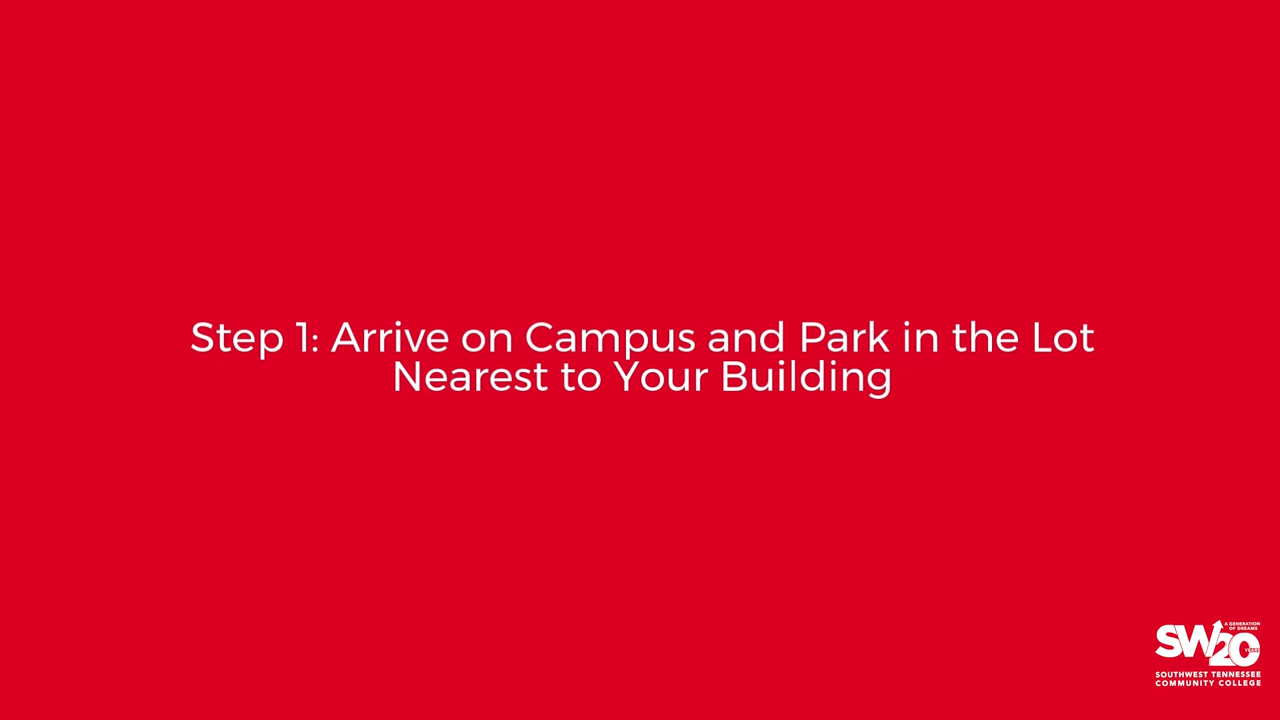 Step 1: Arrive on Campus and Park in the Lot
Nearest to Your Building
A GENERATION
OF DREAMS
SW20
YEARS
SOUTHWEST TENNESSEE
COMMUNITY COLLEGE